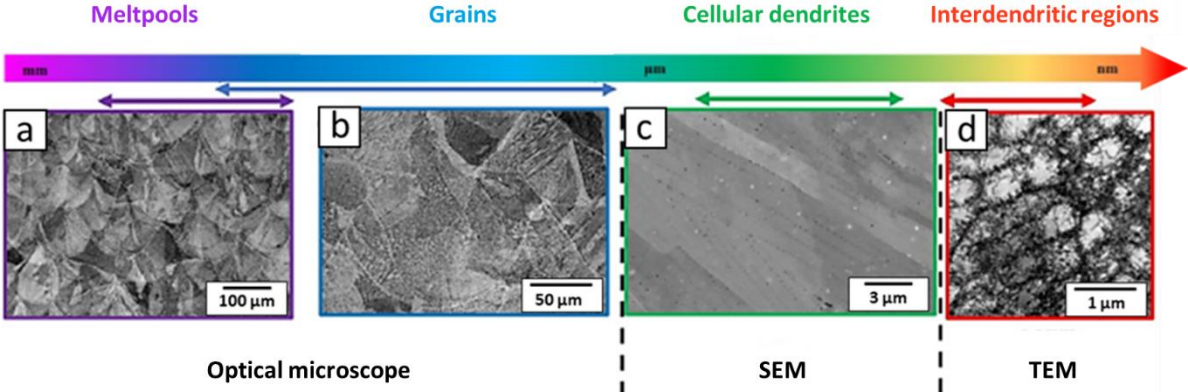 Meltpools
Grains
Cellular dendrites
Interdendritic regions
mm
µm
nm
a
b
c
d
100 µm
50 µm
3 µm
1 µm
Optical microscope
SEM
TEM